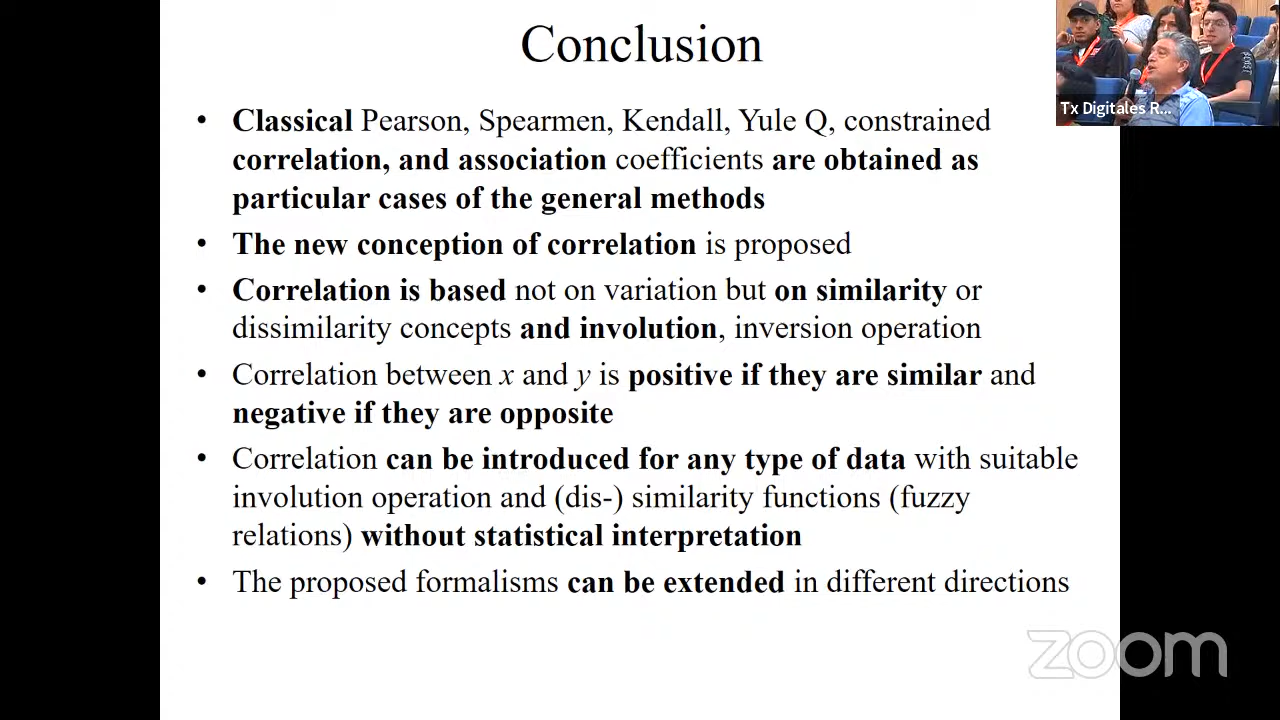 Conclusion
• Classical Pearson, Spearmen, Kendall, Yule Q, constrained
correlation, and association coefficients are obtained as
particular cases of the general methods
• The new conception of correlation is proposed
• Correlation is based not on variation but on similarity or
dissimilarity concepts and involution, inversion operation
• Correlation between x and y is positive if they are similar and
negative if they are opposite
• Correlation can be introduced for any type of data with suitable
involution operation and (dis-) similarity functions (fuzzy
relations) without statistical interpretation
• The proposed formalisms can be extended in different directions
Tx Digitales R...
zoom